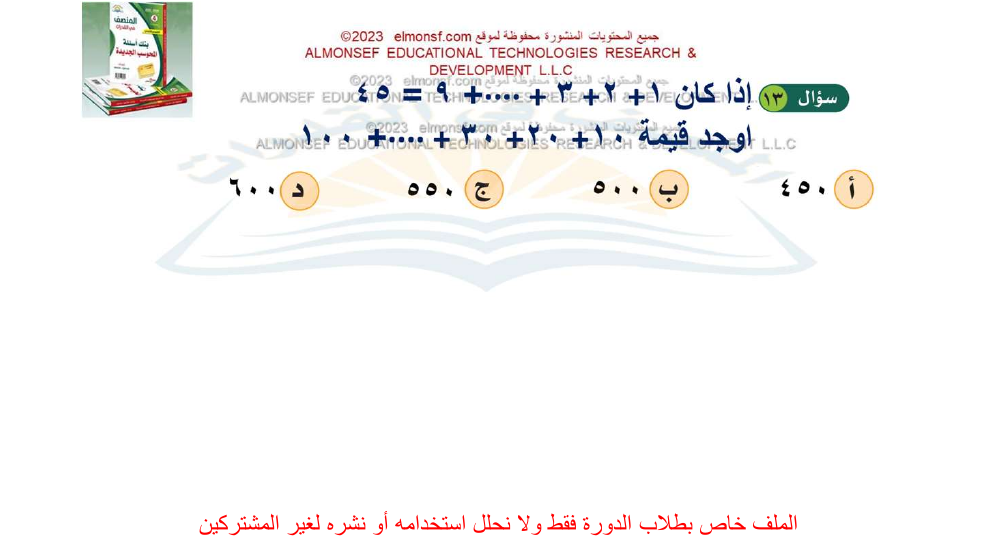 جميع المحتويات المنشورة محفوظة لموقع elmonsf.com ©2023
ALMONSEF EDUCATIONAL TECHNOLOGIES RESEARCH &
DEVELOPMENT L.L.C
جميع المحتويات المنشورة محفوظة لموقع elmonsf.com ©2023
سؤال ١٣ إذا كان ١ + ٢ + ٣ + ....+ ٩ = ٤٥
ALMONSEF EDUCATIONAL TECHNOLOGIES RESEARCH & DEVELOPMENT L.L.C
جميع المحتويات المنشورة محفوظة لموقع elmonsf.com ©2023
اوجد قيمة ١٠ + ٢٠ + ٣٠ + ....+ ١٠٠
ALMONSEF EDUCATIONAL TECHNOLOGIES RESEARCH & DEVELOPMENT L.L.C
أ ٤٥٠ ب ٥٠٠ ج ٥٥٠ د ٦٠٠
المنصف
في القدرات
بنك أسئلة
المحوسب الجديدة
الملف خاص بطلاب الدورة فقط ولا نحلل استخدامه أو نشره لغير المشتركين